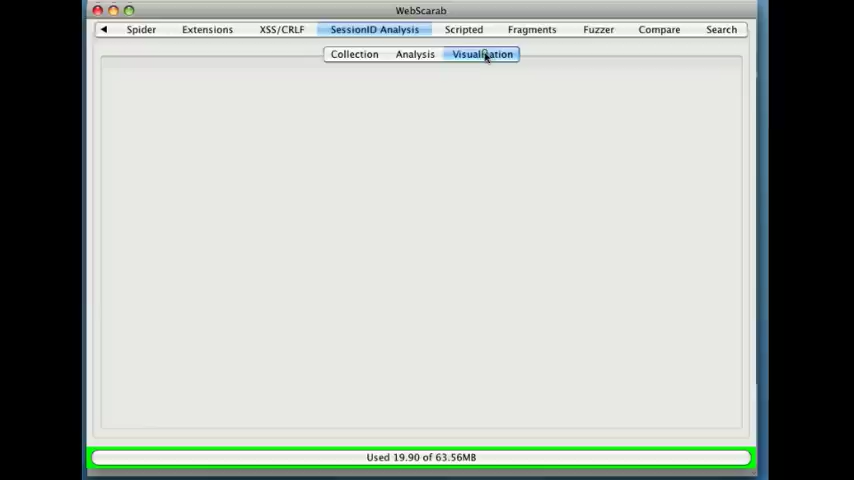 WebScarab
Spider Extensions XSS/CRLF SessionID Analysis Scripted Fragments Fuzzer Compare Search
Collection Analysis Visualisation
Used 19.90 of 63.56MB